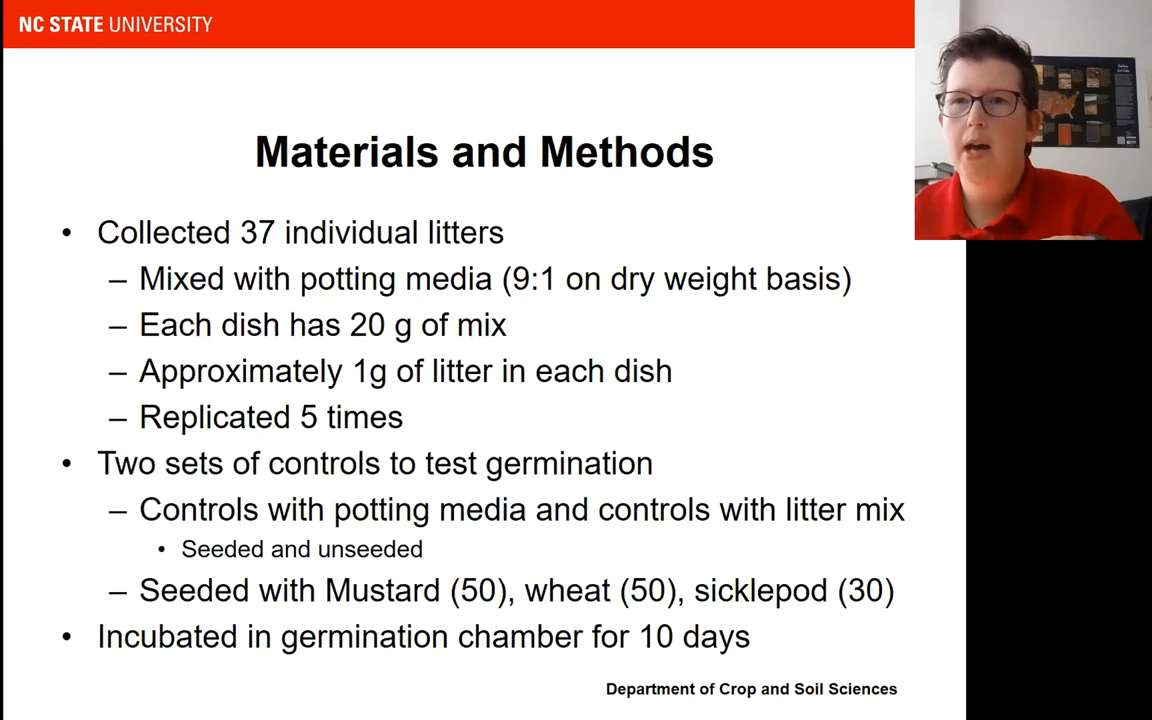 NC STATE UNIVERSITY
Materials and Methods
• Collected 37 individual litters
– Mixed with potting media (9:1 on dry weight basis)
– Each dish has 20 g of mix
– Approximately 1g of litter in each dish
– Replicated 5 times
• Two sets of controls to test germination
– Controls with potting media and controls with litter mix
• Seeded and unseeded
– Seeded with Mustard (50), wheat (50), sicklepod (30)
• Incubated in germination chamber for 10 days
Department of Crop and Soil Sciences